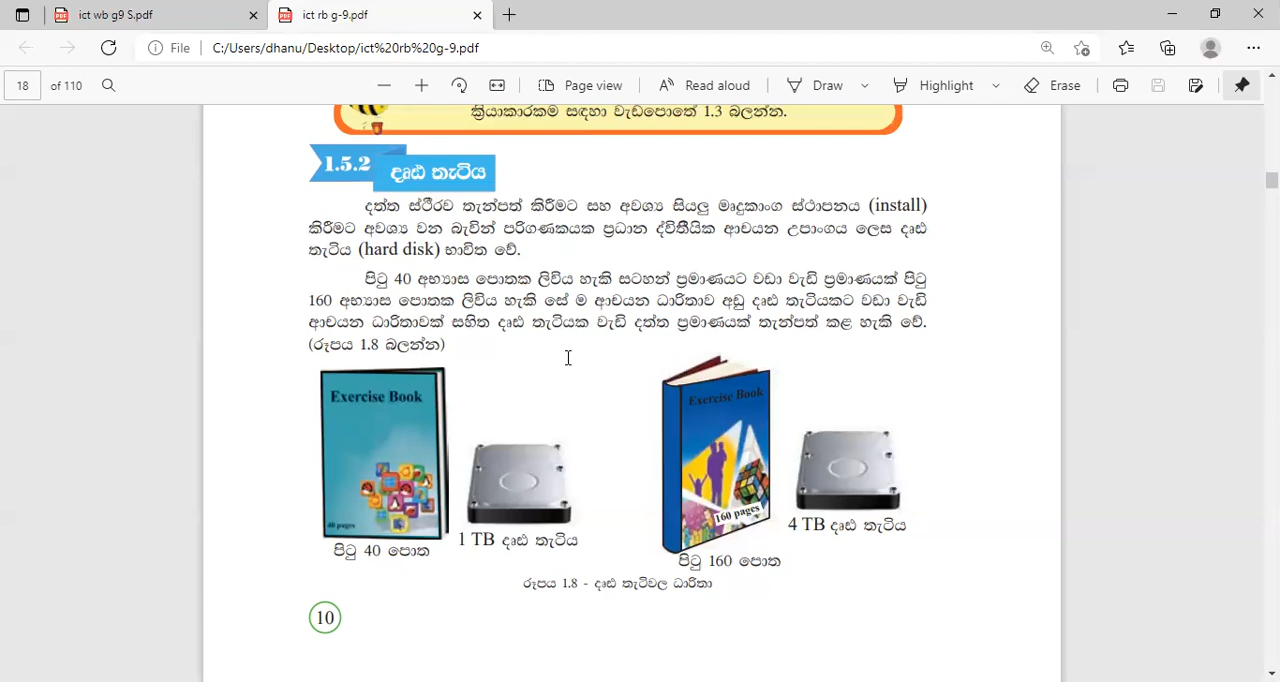 ict wb g9 S.pdf
ict rb g-9.pdf
File C:/Users/dhanu/Desktop/ict%20rb%20g-9.pdf
18 of 110 Page view Read aloud Draw Highlight Erase
ක්‍රියාකාරකම සඳහා වැඩපොතේ 1.3 බලන්න.
1.5.2 දෘඪ තැටිය
දත්ත ස්ථිරව තැන්පත් කිරීමට සහ අවශ්‍ය සියලු මෘදුකාංග ස්ථාපනය (install)
කිරීමට අවශ්‍ය වන බැවින් පරිගණකයක ප්‍රධාන ද්විතීයික ආචයන උපාංගය ලෙස දෘඪ
තැටිය (hard disk) භාවිත වේ.
පිටු 40 අභ්‍යාස පොතක ලිවිය හැකි සටහන් ප්‍රමාණයට වඩා වැඩි ප්‍රමාණයක් පිටු
160 අභ්‍යාස පොතක ලිවිය හැකි සේ ම ආචයන ධාරිතාව අඩු දෘඪ තැටියකට වඩා වැඩි
ආචයන ධාරිතාවක් සහිත දෘඪ තැටියක වැඩි දත්ත ප්‍රමාණයක් තැන්පත් කළ හැකි වේ.
(රූපය 1.8 බලන්න)
Exercise Book
40 pages
පිටු 40 පොත
1 TB දෘඪ තැටිය
Exercise Book
160 pages
පිටු 160 පොත
4 TB දෘඪ තැටිය
රූපය 1.8 - දෘඪ තැටිවල ධාරිතා
10